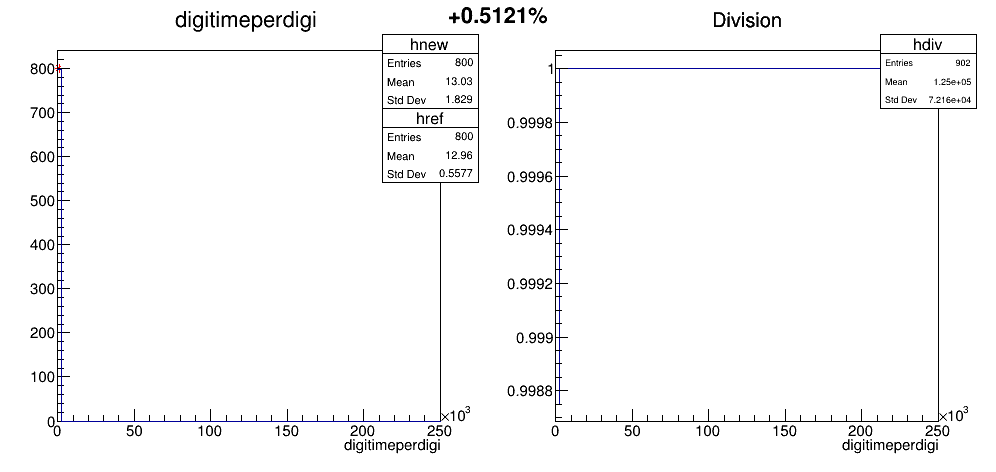 digitimeperdigi
+0.5121%
Division
hnew
Entries 800
Mean 13.03
Std Dev 1.829
href
Entries 800
Mean 12.96
Std Dev 0.5577
800
700
600
500
400
300
200
100
0
0 50 100 150 200 250
×10³
digitimeperdigi
hdiv
Entries 902
Mean 1.25e+05
Std Dev 7.216e+04
1
0.9998
0.9996
0.9994
0.9992
0.999
0.9988
0 50 100 150 200 250
×10³
digitimeperdigi